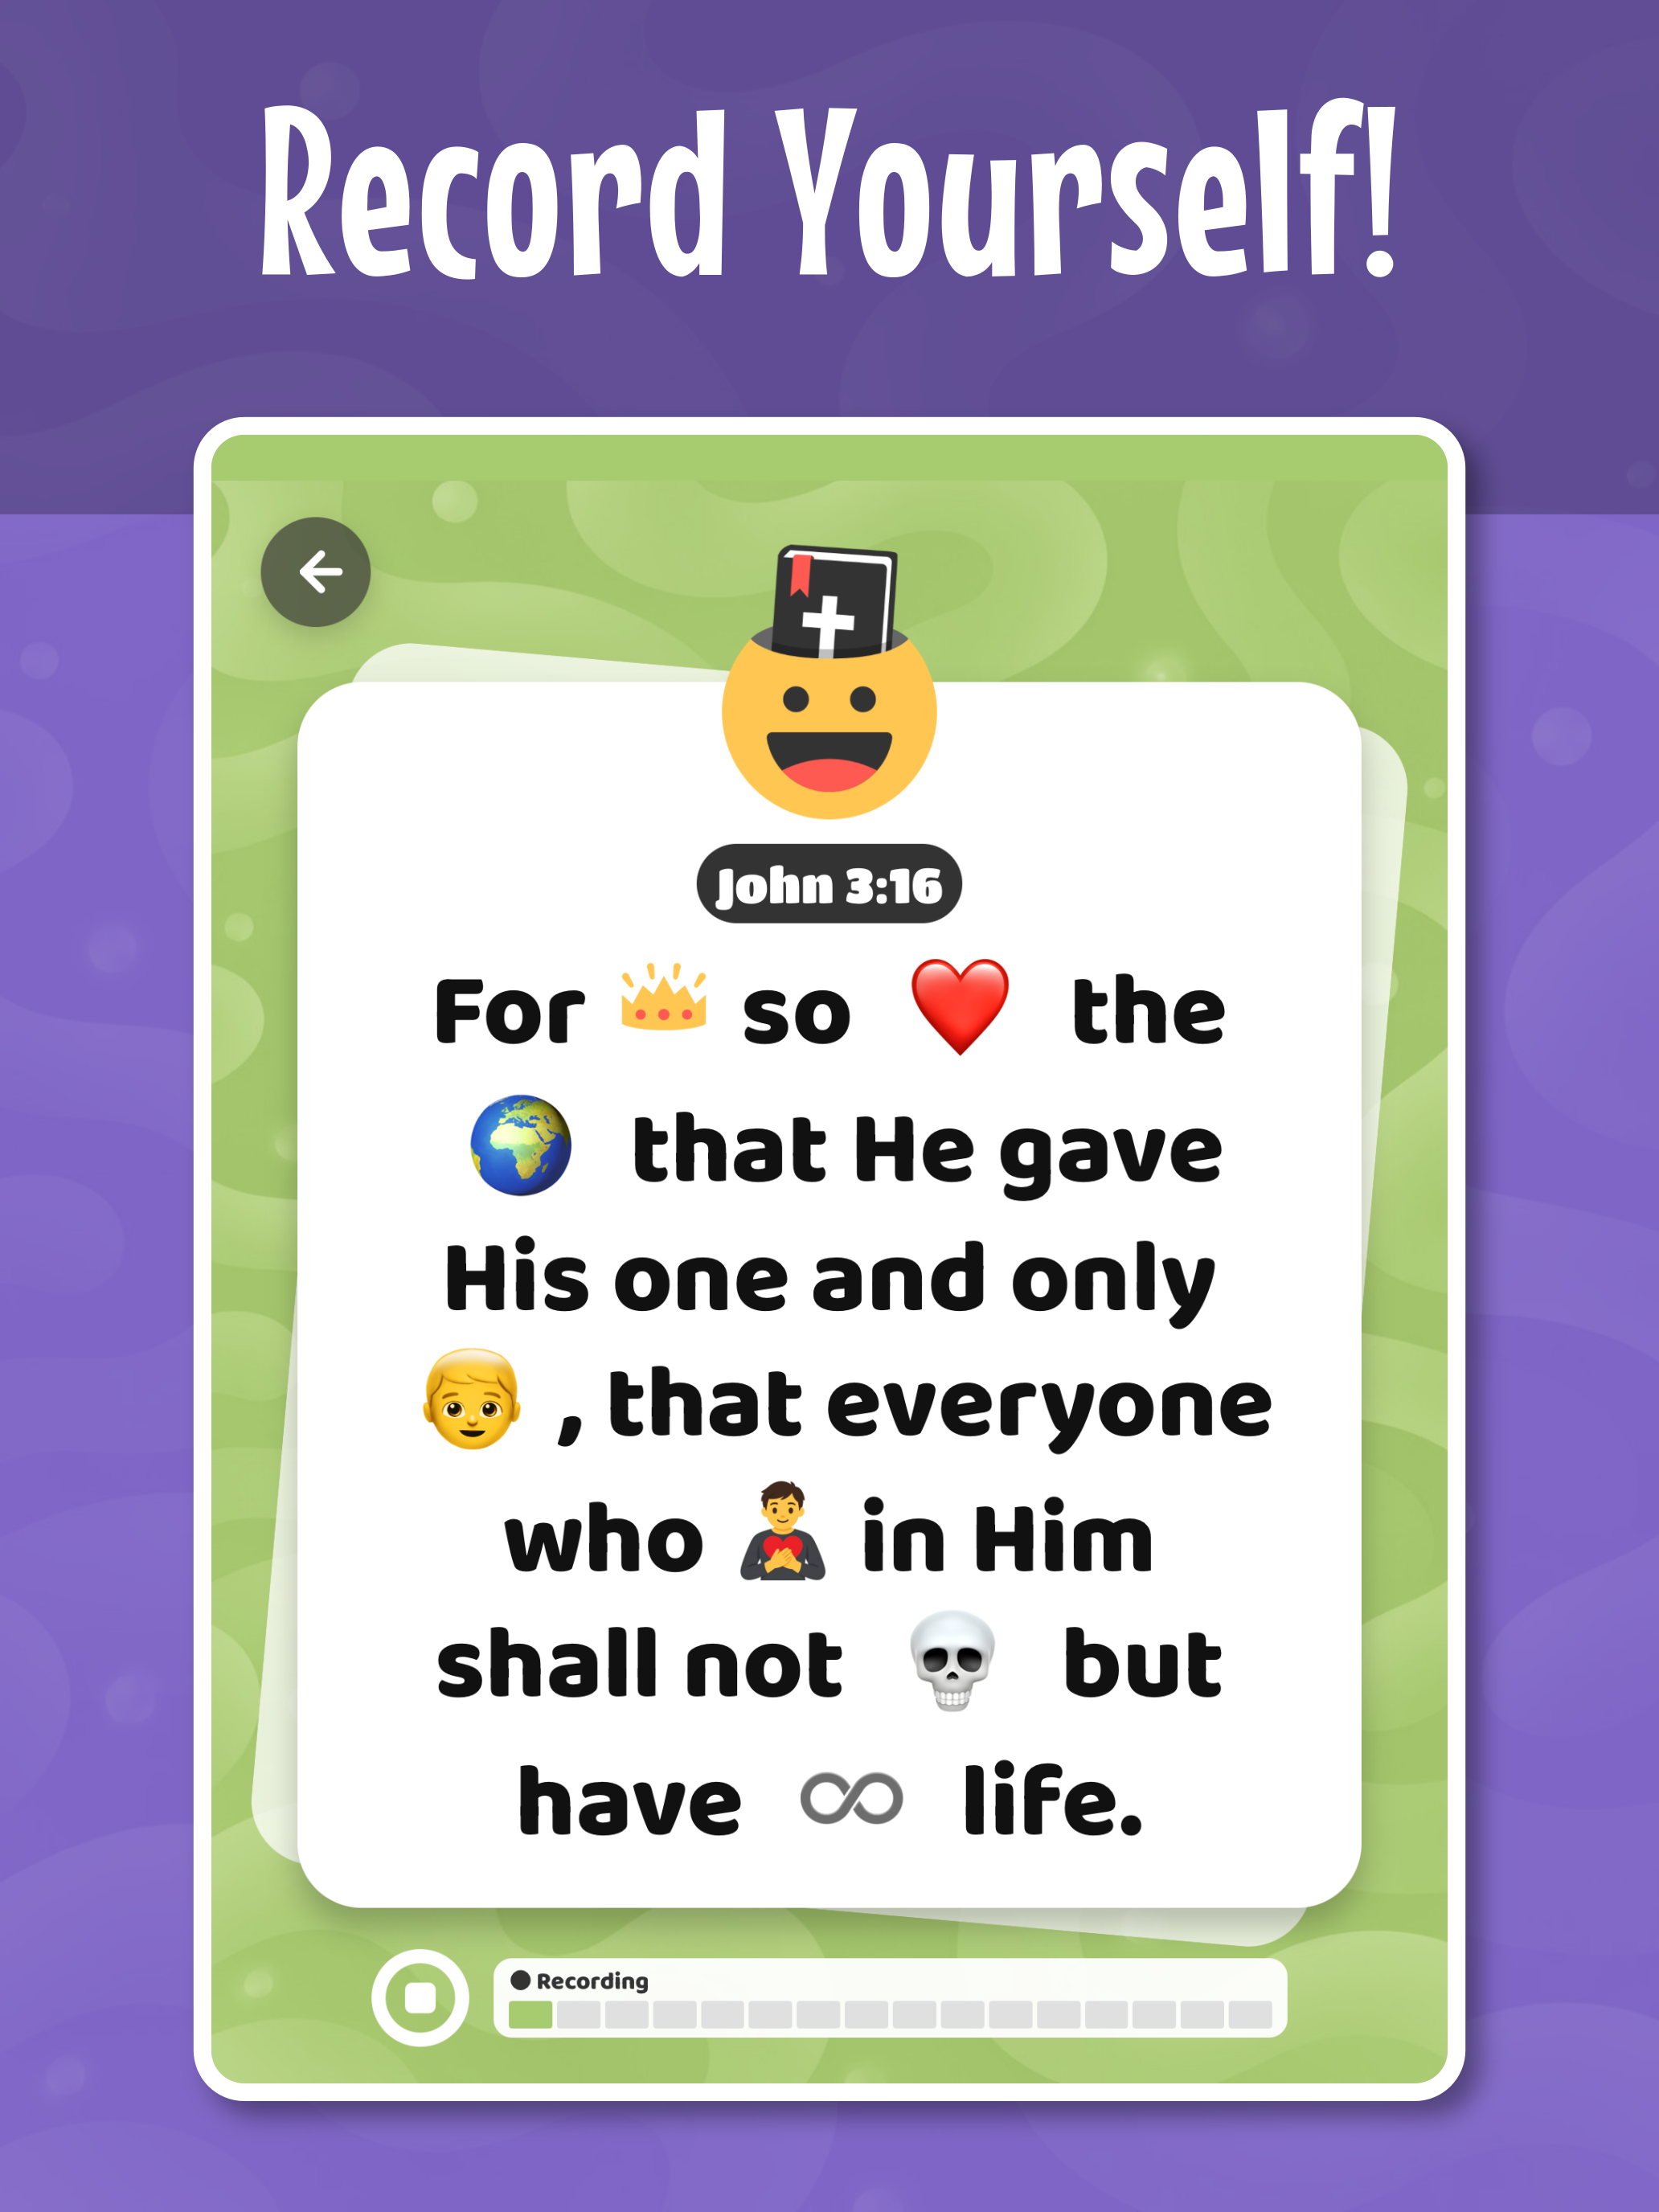 Record Yourself!
John 3:16
For 👑 so ❤️ the
🌍 that He gave
His one and only
👦 , that everyone
who in Him
shall not 💀 but
have ♾ life.
Recording